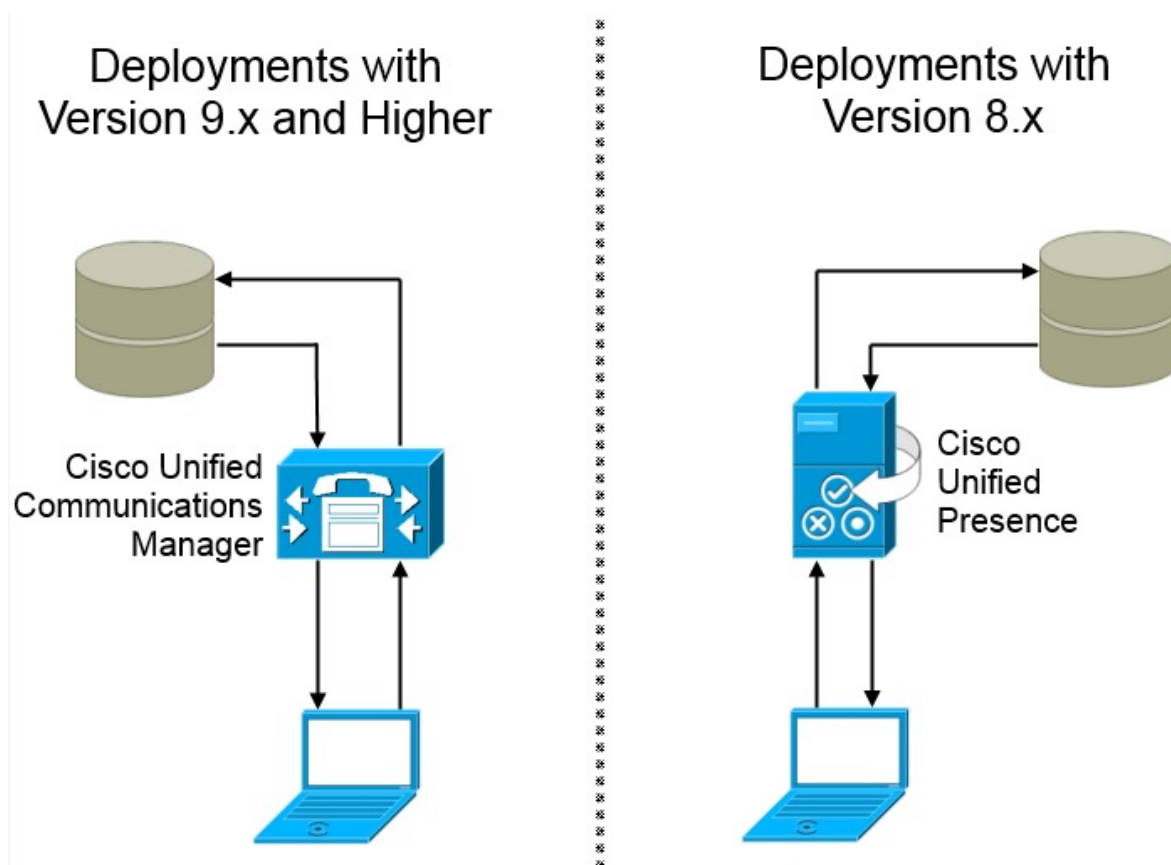 Deployments with
Version 9.x and Higher
Cisco Unified
Communications
Manager
Deployments with
Version 8.x
Cisco
Unified
Presence